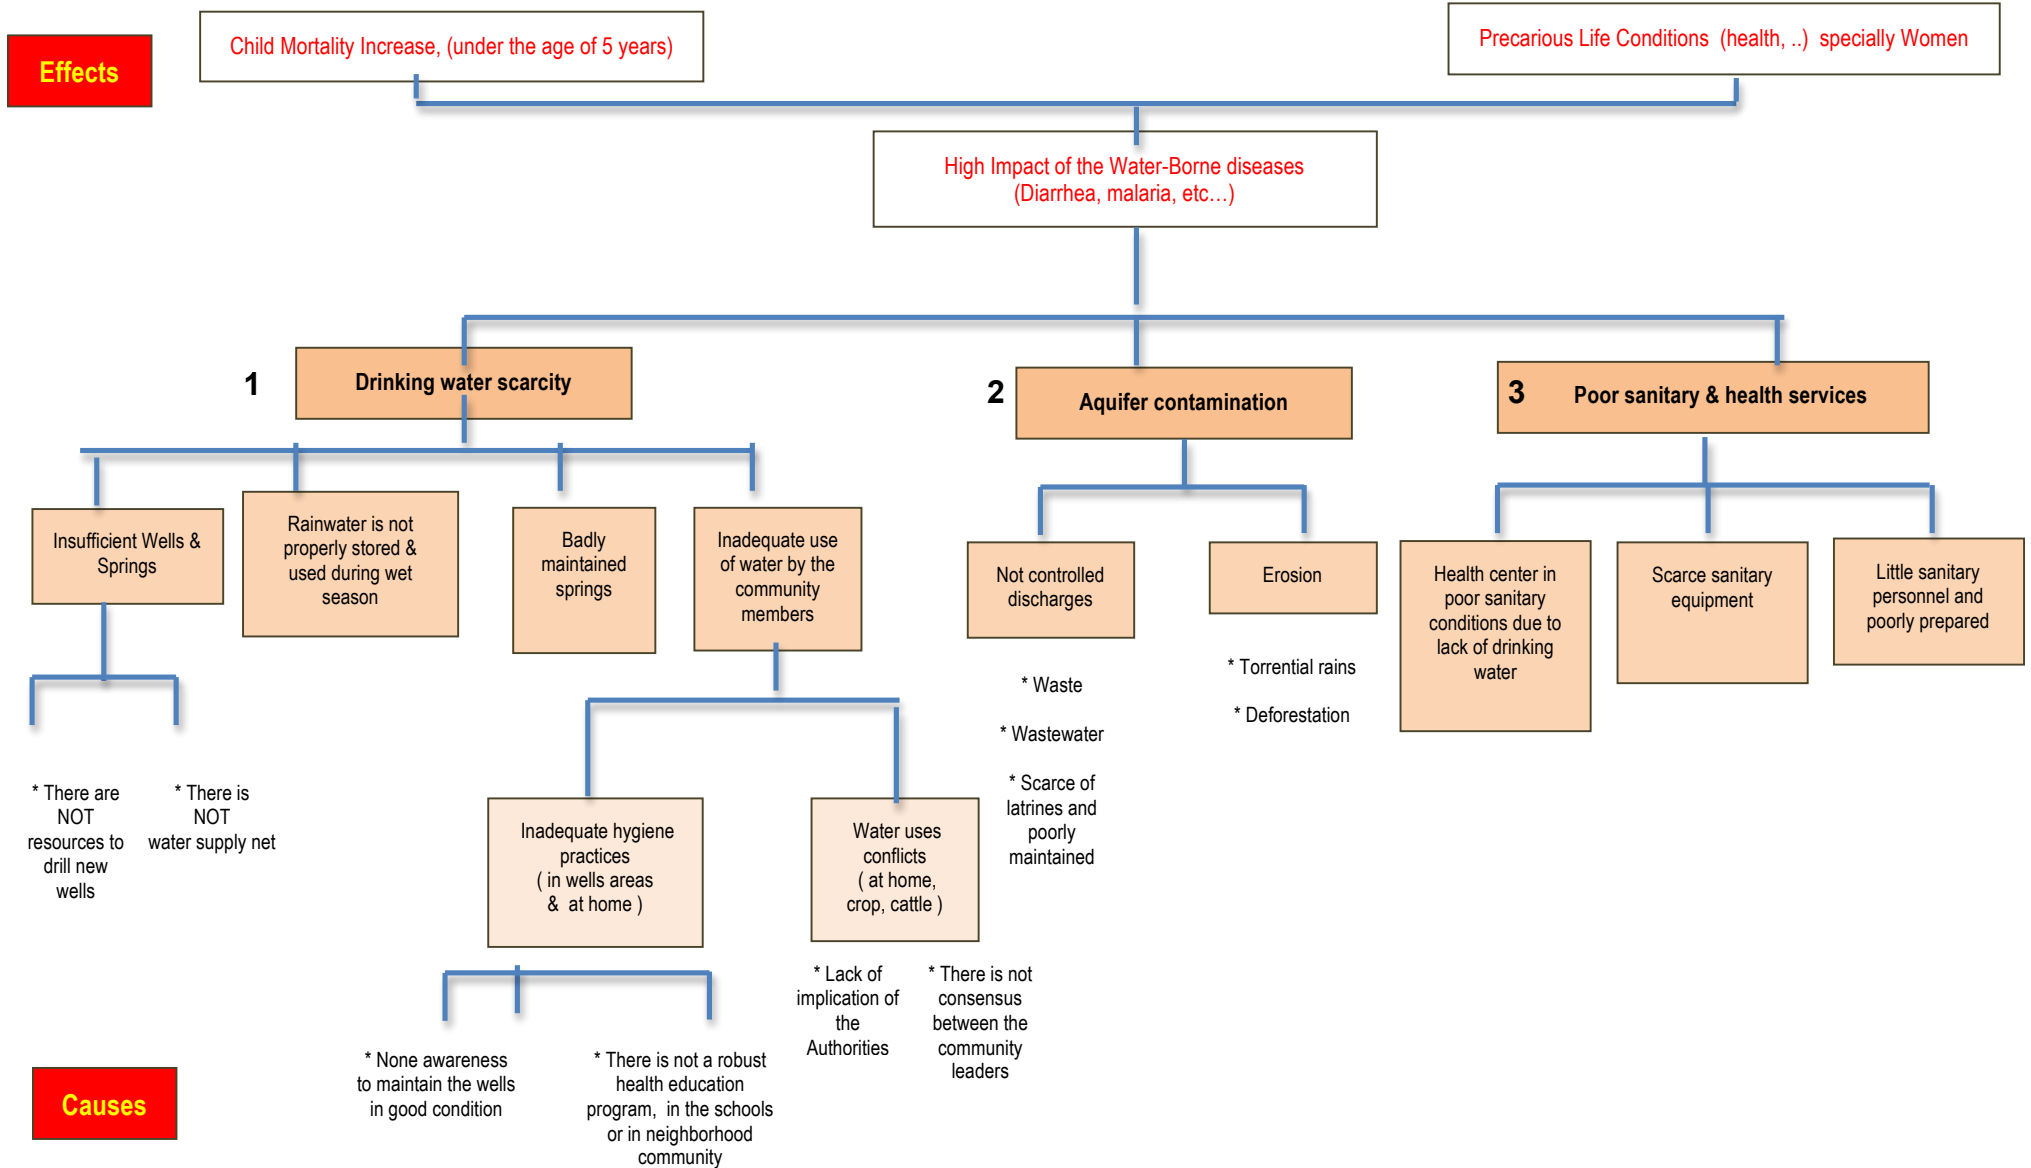 Effects
Child Mortality Increase, (under the age of 5 years)
Precarious Life Conditions (health, ..) specially Women
High Impact of the Water-Borne diseases
(Diarrhea, malaria, etc…)
1
Drinking water scarcity
2
Aquifer contamination
3
Poor sanitary & health services
Insufficient Wells &
Springs
Rainwater is not
properly stored &
used during wet
season
Badly
maintained
springs
Inadequate use
of water by the
community
members
Not controlled
discharges
Erosion
Health center in
poor sanitary
conditions due to
lack of drinking
water
Scarce sanitary
equipment
Little sanitary
personnel and
poorly prepared
* Waste
* Wastewater
* Scarce of
latrines and
poorly
maintained
* Torrential rains
* Deforestation
* There are
NOT
resources to
drill new
wells
* There is
NOT
water supply net
Inadequate hygiene
practices
( in wells areas
& at home )
Water uses
conflicts
( at home,
crop, cattle )
* Lack of
implication of
the
Authorities
* There is not
consensus
between the
community
leaders
* None awareness
to maintain the wells
in good condition
* There is not a robust
health education
program, in the schools
or in neighborhood
community
Causes